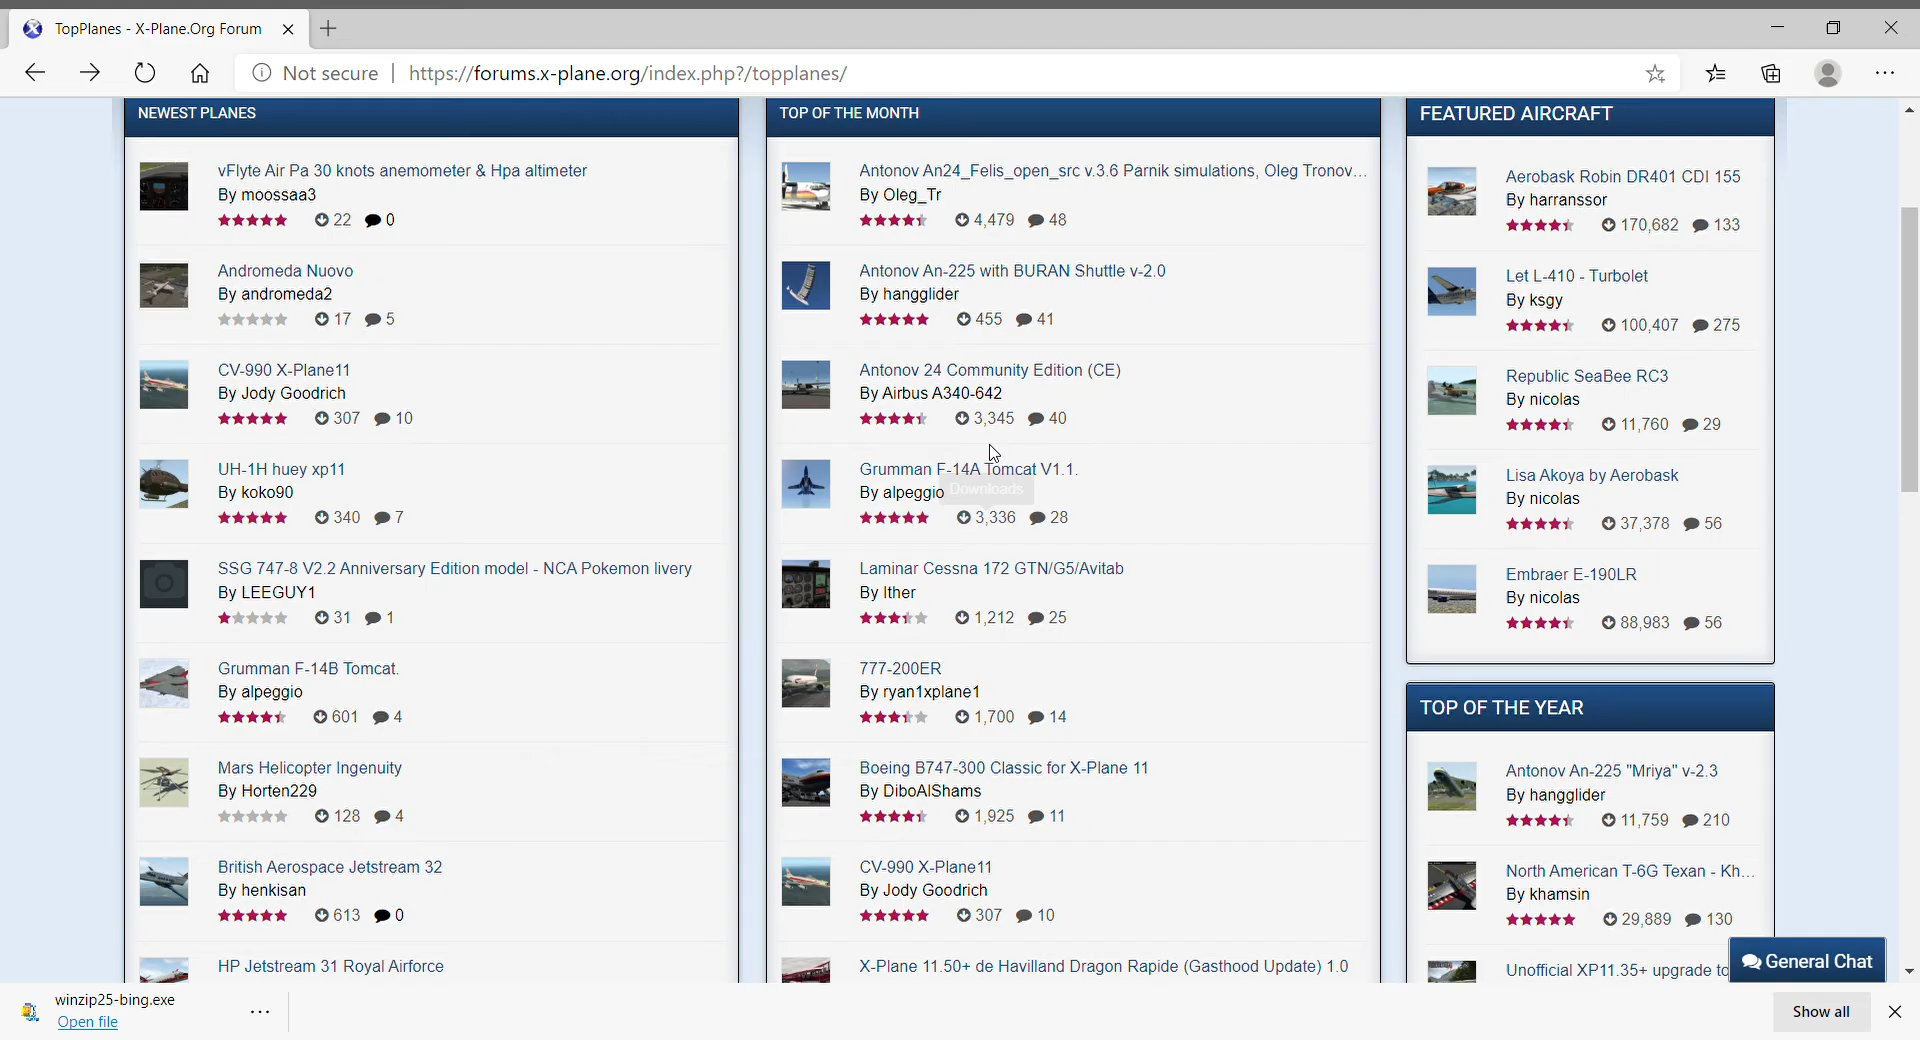 TopPlanes - X-Plane.Org Forum
Not secure
https://forums.x-plane.org/index.php?/topplanes/
NEWEST PLANES
vFlyte Air Pa 30 knots anemometer & Hpa altimeter
By moossaa3
22 0
Andromeda Nuovo
By andromeda2
17 5
CV-990 X-Plane11
By Jody Goodrich
307 10
UH-1H huey xp11
By koko90
340 7
SSG 747-8 V2.2 Anniversary Edition model - NCA Pokemon livery
By LEEGUY1
31 1
Grumman F-14B Tomcat.
By alpeggio
601 4
Mars Helicopter Ingenuity
By Horten229
128 4
British Aerospace Jetstream 32
By henkisan
613 0
HP Jetstream 31 Royal Airforce
TOP OF THE MONTH
Antonov An24_Felis_open_src v.3.6 Parnik simulations, Oleg Tronov...
By Oleg_Tr
4,479 48
Antonov An-225 with BURAN Shuttle v-2.0
By hangglider
455 41
Antonov 24 Community Edition (CE)
By Airbus A340-642
3,345 40
Grumman F-14A Tomcat V1.1.
By alpeggio
Downloads
3,336 28
Laminar Cessna 172 GTN/G5/Avitab
By Ither
1,212 25
777-200ER
By ryan1xplane1
1,700 14
Boeing B747-300 Classic for X-Plane 11
By DiboAlShams
1,925 11
CV-990 X-Plane11
By Jody Goodrich
307 10
X-Plane 11.50+ de Havilland Dragon Rapide (Gasthood Update) 1.0
FEATURED AIRCRAFT
Aerobask Robin DR401 CDI 155
By harranssor
170,682 133
Let L-410 - Turbolet
By ksgy
100,407 275
Republic SeaBee RC3
By nicolas
11,760 29
Lisa Akoya by Aerobask
By nicolas
37,378 56
Embraer E-190LR
By nicolas
88,983 56
TOP OF THE YEAR
Antonov An-225 "Mriya" v-2.3
By hangglider
11,759 210
North American T-6G Texan - Kh...
By khamsin
29,889 130
Unofficial XP11.35+ upgrade to
General Chat
winzip25-bing.exe
Open file
Show all